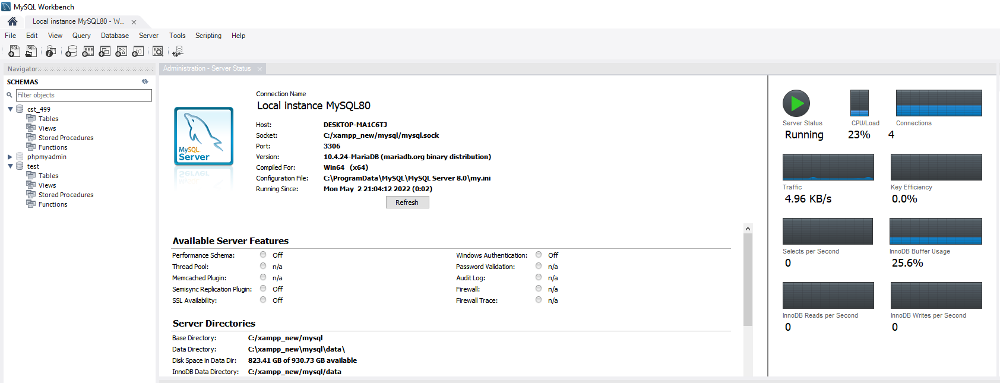 MySQL Workbench
Local instance MySQL80 - W...
File Edit View Query Database Server Tools Scripting Help
Navigator
SCHEMAS
Filter objects
cst_499
Tables
Views
Stored Procedures
Functions
phpmyadmin
test
Tables
Views
Stored Procedures
Functions
Administration - Server Status
MySQL
Server
Connection Name
Local instance MySQL80
Host: DESKTOP-MA1C6TJ
Socket: C:/xampp_new/mysql/mysql.sock
Port: 3306
Version: 10.4.24-MariaDB (mariadb.org binary distribution)
Compiled For: Win64 (x64)
Configuration File: C:\ProgramData\MySQL\MySQL Server 8.0\my.ini
Running Since: Mon May 2 21:04:12 2022 (0:02)
Refresh
Available Server Features
Performance Schema: Off
Thread Pool: n/a
Memcached Plugin: n/a
Semisync Replication Plugin: Off
SSL Availability: Off
Windows Authentication: Off
Password Validation: n/a
Audit Log: n/a
Firewall: n/a
Firewall Trace: n/a
Server Directories
Base Directory: C:/xampp_new/mysql
Data Directory: C:\xampp_new\mysql\data\
Disk Space in Data Dir: 823.41 GB of 930.73 GB available
InnoDB Data Directory: C:/xampp_new/mysql/data
Server Status
Running
CPU/Load
23%
Connections
4
Traffic
4.96 KB/s
Key Efficiency
0.0%
Selects per Second
0
InnoDB Buffer Usage
25.6%
InnoDB Reads per Second
0
InnoDB Writes per Second
0